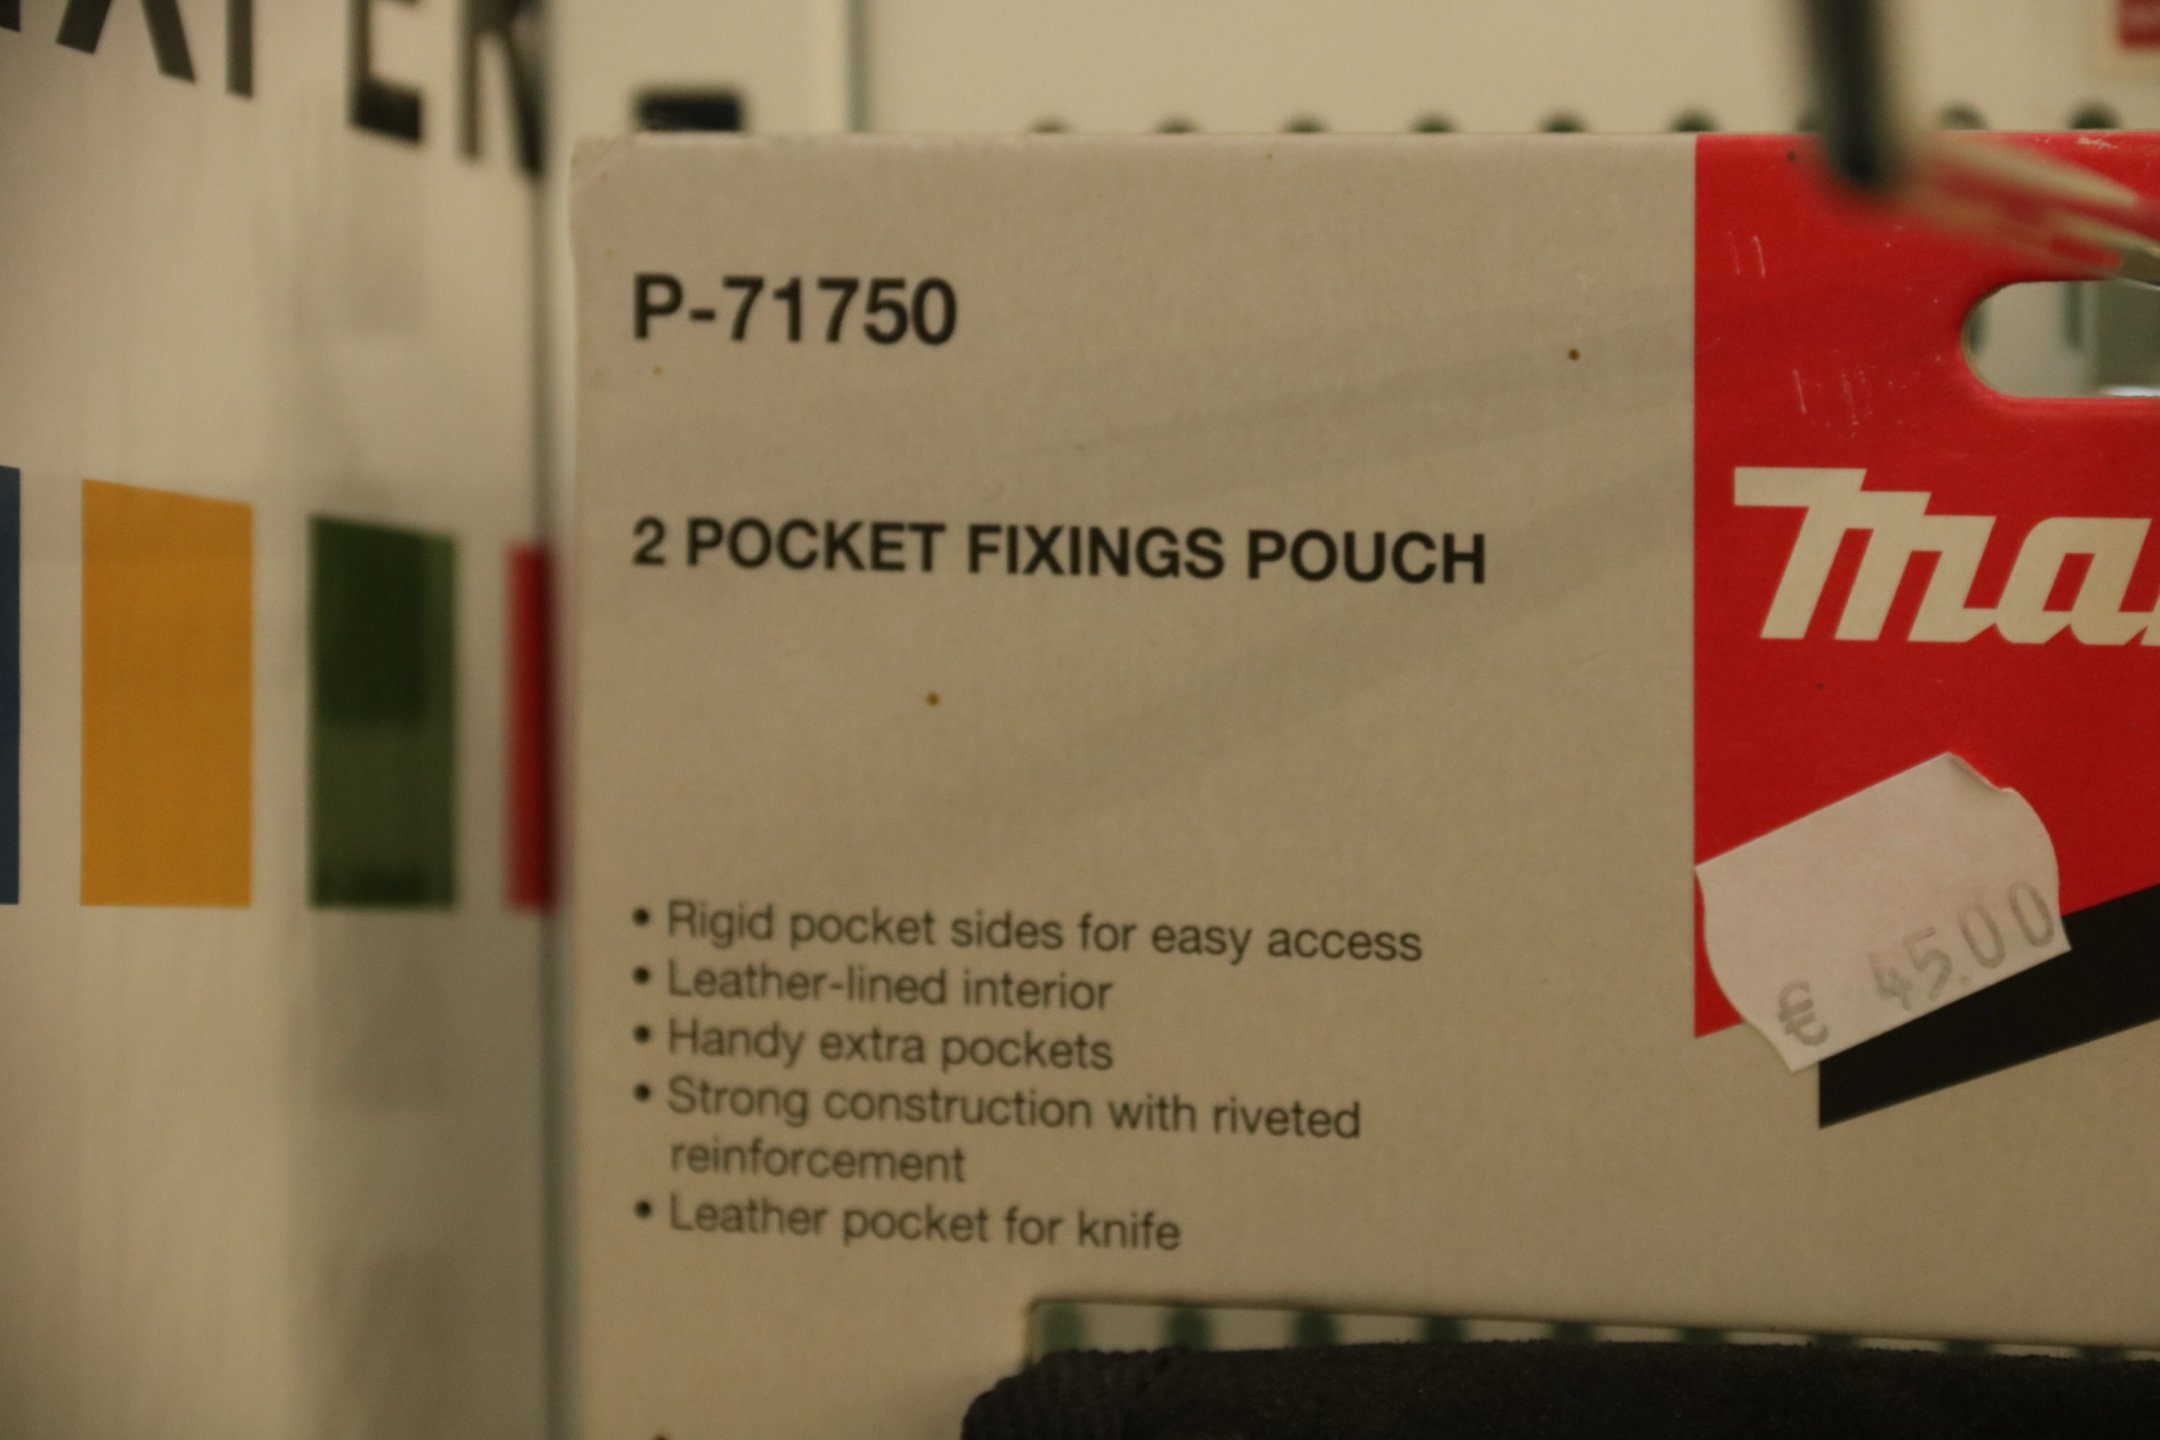 P-71750
2 POCKET FIXINGS POUCH
• Rigid pocket sides for easy access
• Leather-lined interior
• Handy extra pockets
• Strong construction with riveted
reinforcement
• Leather pocket for knife
€ 45.00